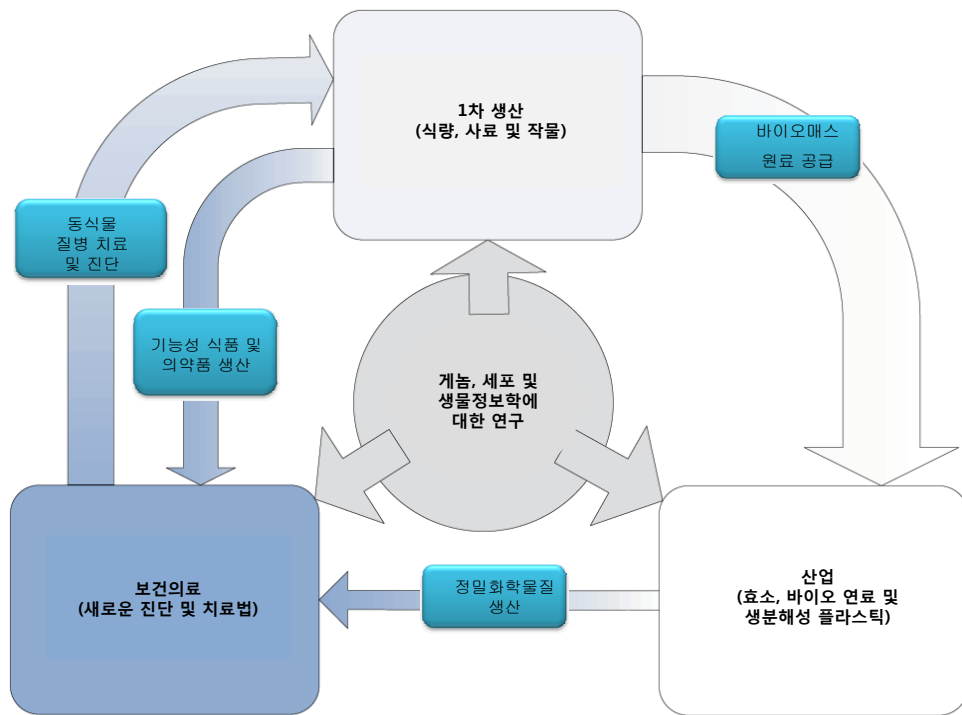 1차 생산
(식량, 사료 및 작물)
바이오매스
원료 공급
동식물
질병 치료
및 진단
기능성 식품 및
의약품 생산
게놈, 세포 및
생물정보학에
대한 연구
보건의료
(새로운 진단 및 치료법)
정밀화학물질
생산
산업
(효소, 바이오 연료 및
생분해성 플라스틱)